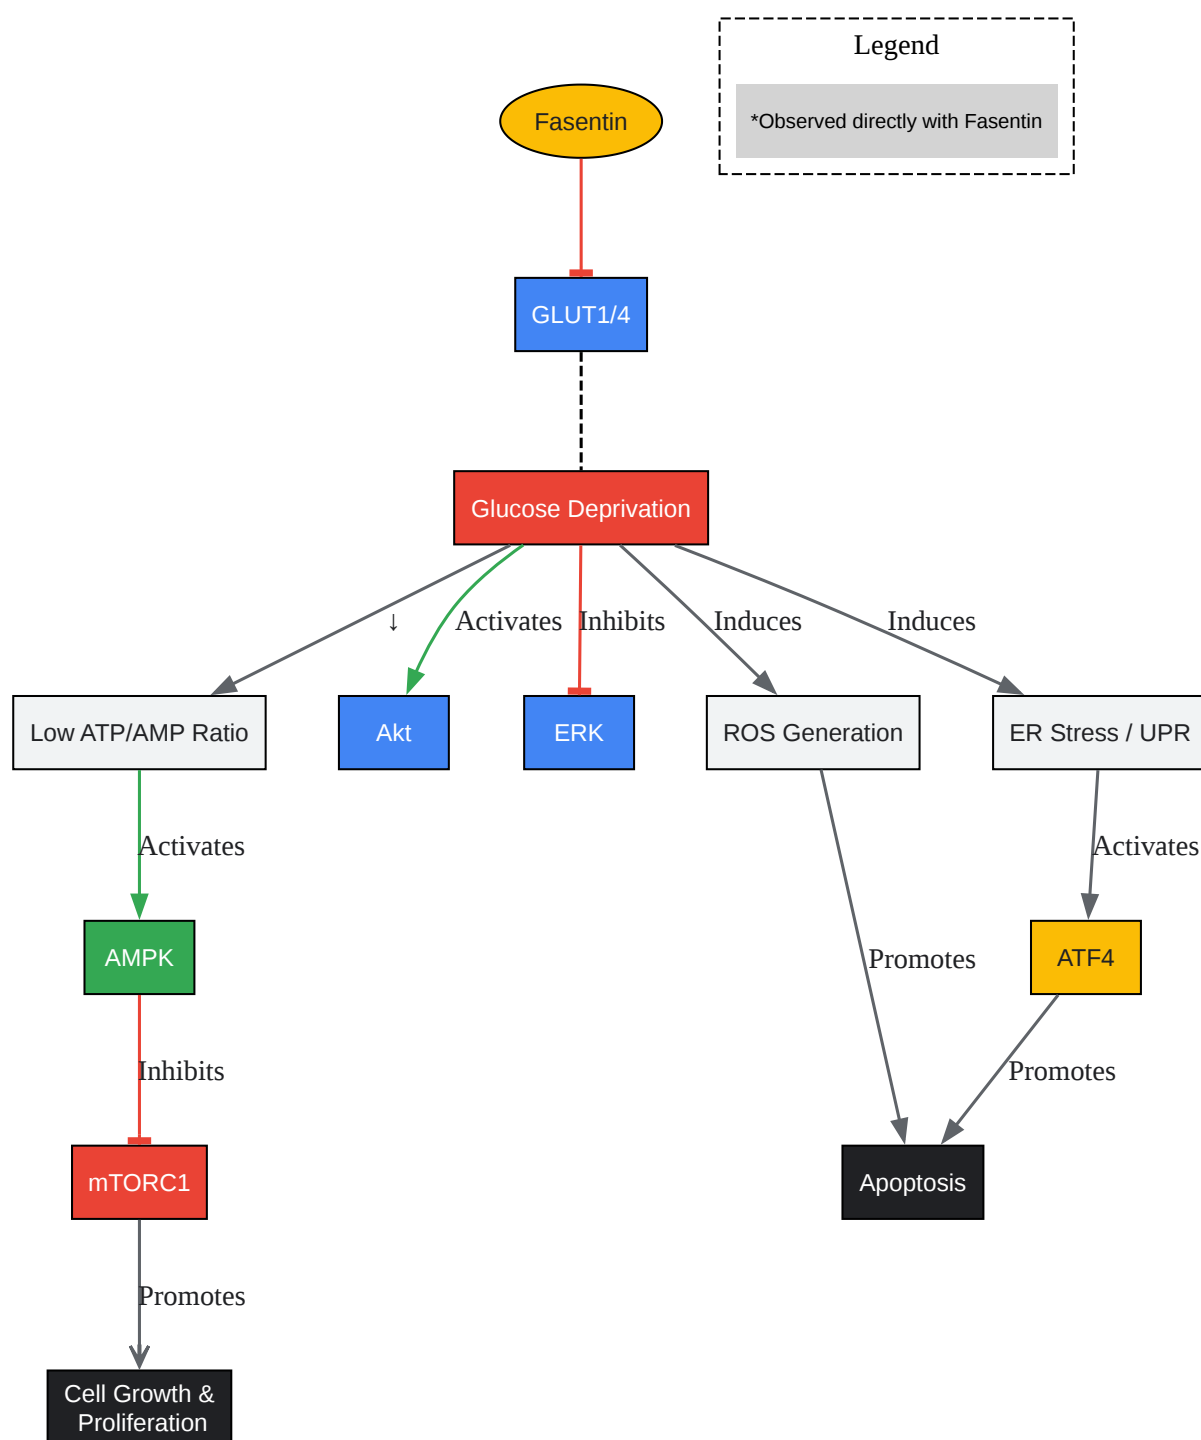 Legend
*Observed directly with Fasentin
Fasentin
GLUT1/4
Glucose Deprivation
↓
Activates
Inhibits
Induces
Induces
Low ATP/AMP Ratio
Akt
ERK
ROS Generation
ER Stress / UPR
Activates
Activates
AMPK
Promotes
ATF4
Inhibits
Promotes
mTORC1
Apoptosis
Promotes
Cell Growth &
Proliferation